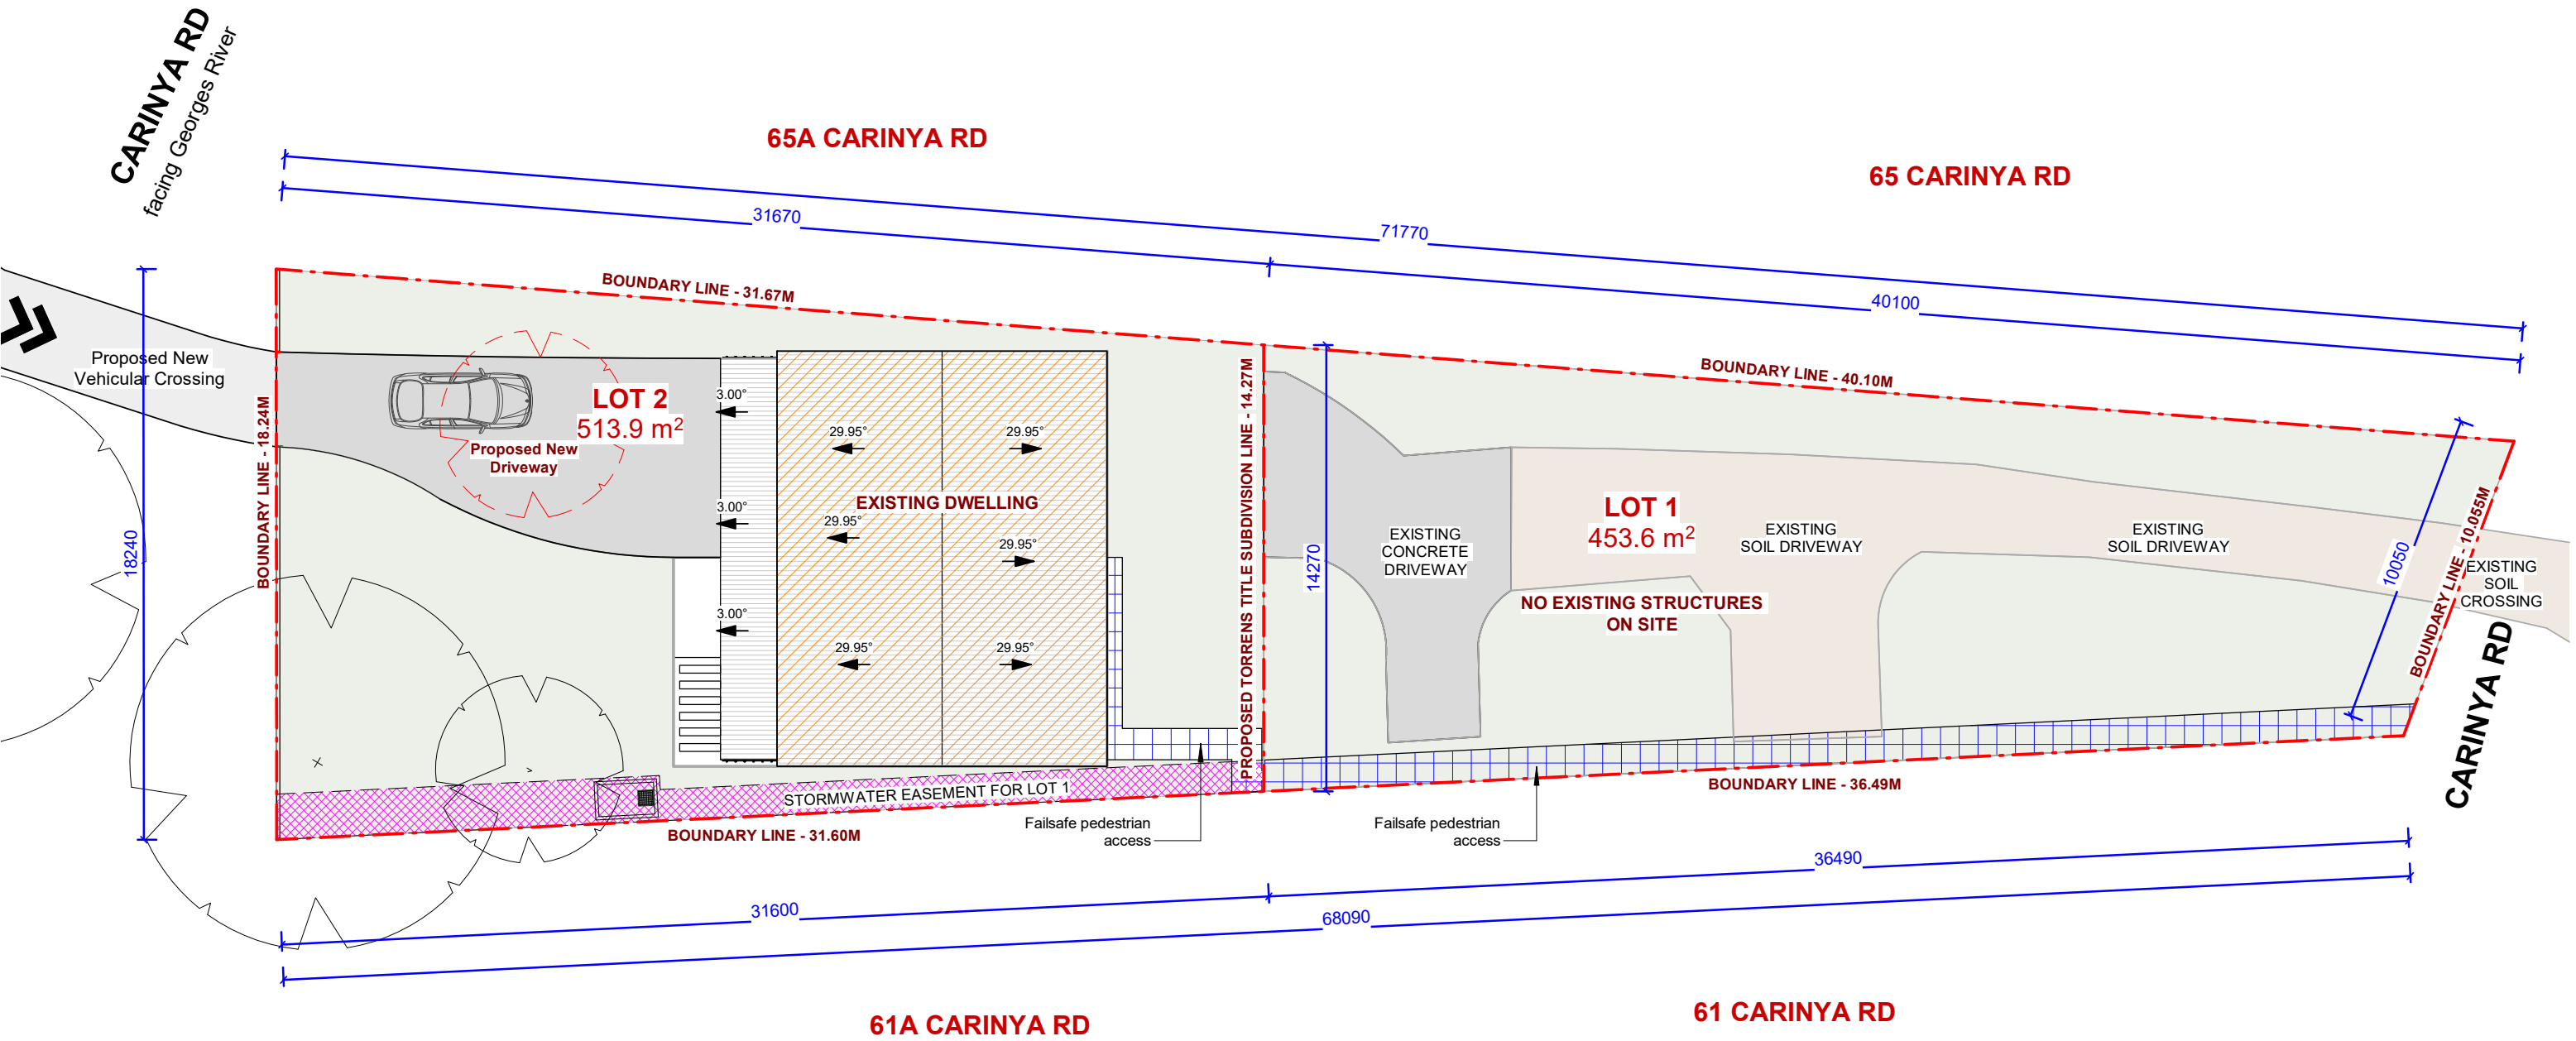 CARINYA RD
facing Georges River
65A CARINYA RD
65 CARINYA RD
31670
71770
40100
BOUNDARY LINE - 31.67M
BOUNDARY LINE - 40.10M
Proposed New
Vehicular Crossing
18240
BOUNDARY LINE - 18.24M
LOT 2
513.9 m²
Proposed New
Driveway
3.00°
3.00°
3.00°
29.95°
29.95°
EXISTING DWELLING
29.95°
29.95°
29.95°
29.95°
PROPOSED TORRENS TITLE SUBDIVISION LINE - 14.27M
14270
EXISTING
CONCRETE
DRIVEWAY
LOT 1
453.6 m²
EXISTING
SOIL DRIVEWAY
EXISTING
SOIL DRIVEWAY
NO EXISTING STRUCTURES
ON SITE
10050
BOUNDARY LINE - 10.055M
EXISTING
SOIL
CROSSING
CARINYA RD
STORMWATER EASEMENT FOR LOT 1
BOUNDARY LINE - 31.60M
BOUNDARY LINE - 36.49M
Failsafe pedestrian
access
Failsafe pedestrian
access
36490
31600
68090
61A CARINYA RD
61 CARINYA RD